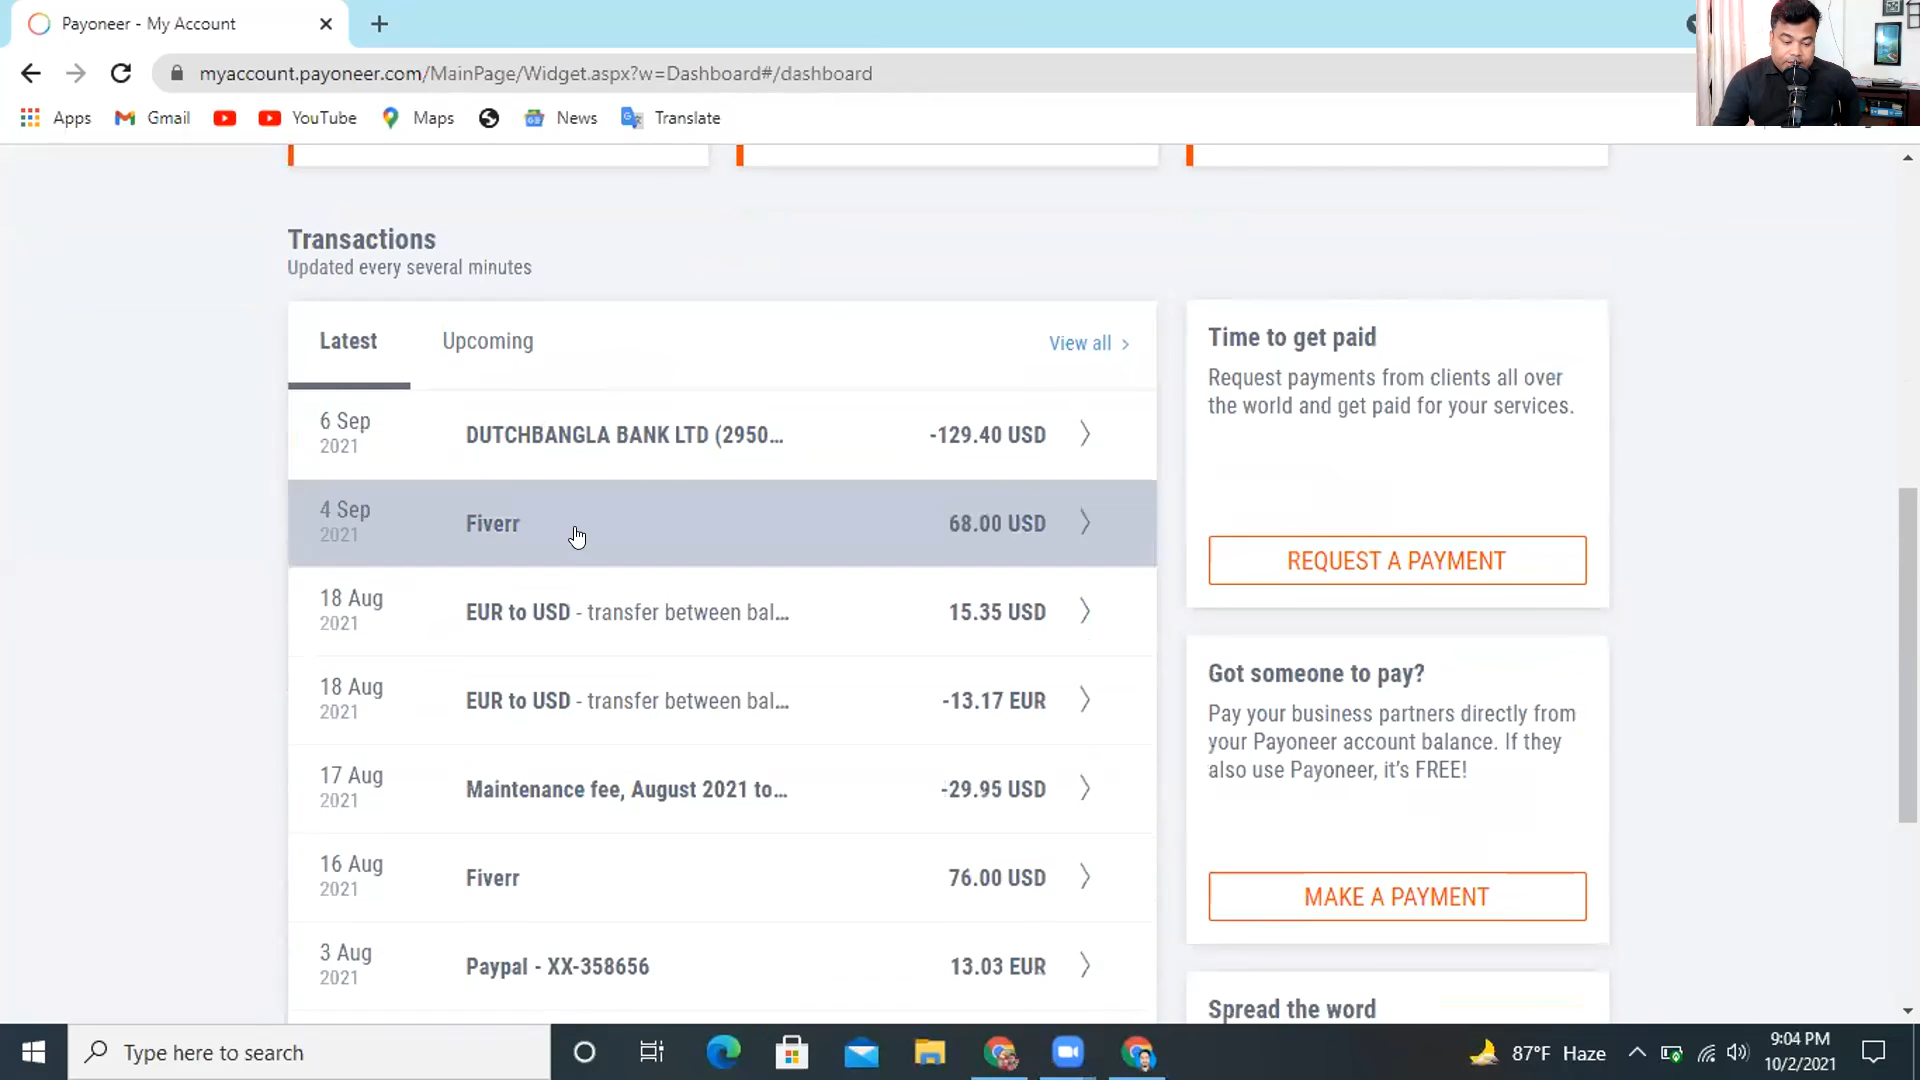 Payoneer - My Account
myaccount.payoneer.com/MainPage/Widget.aspx?w=Dashboard#/dashboard
Apps
Gmail
YouTube
Maps
News
Translate
Transactions
Updated every several minutes
Latest
Upcoming
View all >
6 Sep
2021
DUTCHBANGLA BANK LTD (2950...
-129.40 USD
4 Sep
2021
Fiverr
68.00 USD
18 Aug
2021
EUR to USD - transfer between bal...
15.35 USD
18 Aug
2021
EUR to USD - transfer between bal...
-13.17 EUR
17 Aug
2021
Maintenance fee, August 2021 to...
-29.95 USD
16 Aug
2021
Fiverr
76.00 USD
3 Aug
2021
Paypal - XX-358656
13.03 EUR
Time to get paid
Request payments from clients all over
the world and get paid for your services.
REQUEST A PAYMENT
Got someone to pay?
Pay your business partners directly from
your Payoneer account balance. If they
also use Payoneer, it's FREE!
MAKE A PAYMENT
Spread the word
Type here to search
87°F Haze
9:04 PM
10/2/2021